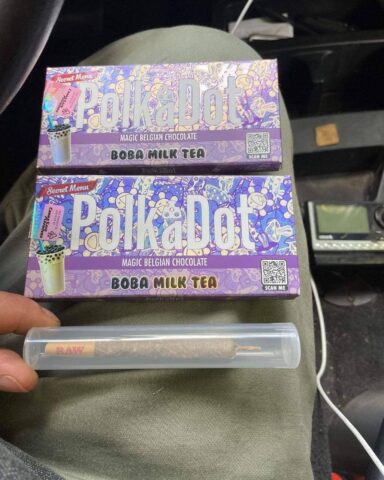 Secret Menu
PolkaDot
MAGIC BELGIAN CHOCOLATE
BOBA MILK TEA
SCAN ME
Secret Menu
PolkaDot
MAGIC BELGIAN CHOCOLATE
BOBA MILK TEA
SCAN ME
RAW